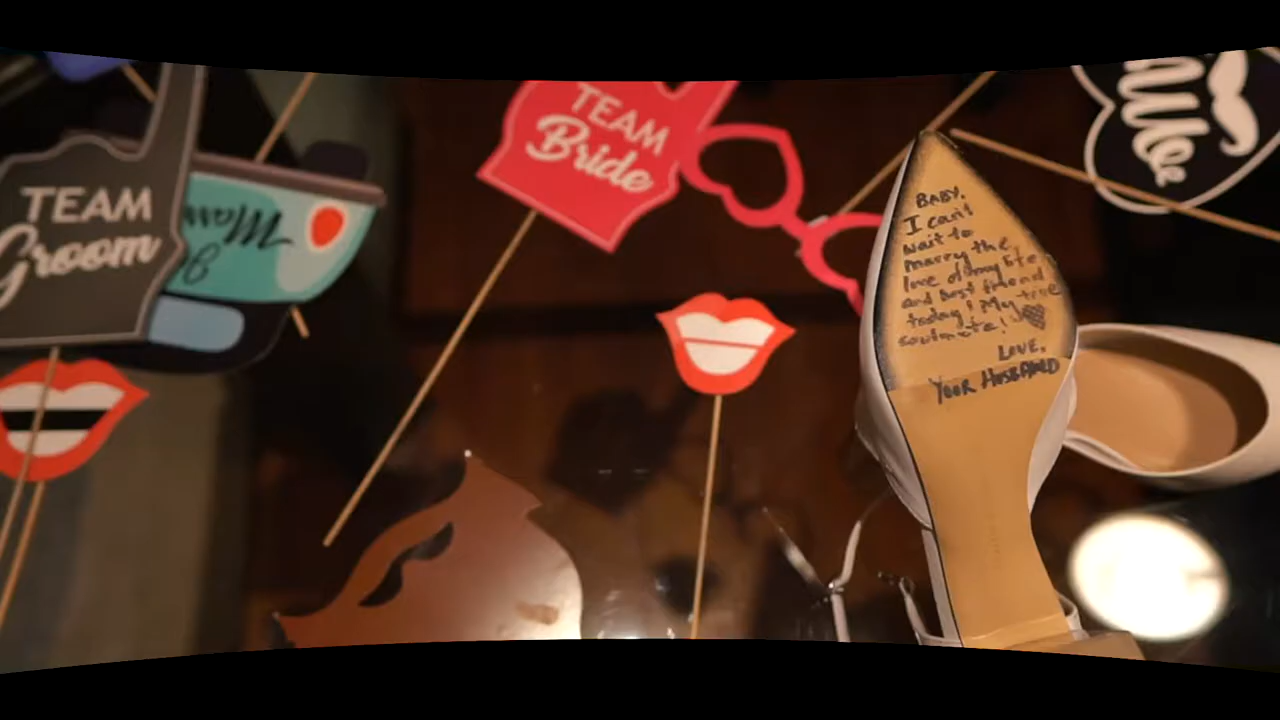 TEAM
Groom
TEAM
Bride
BABY,
I can't
wait to
marry the
love of my life
and best friend
today! My true
soulmate!
LOVE,
YOUR HUSBAND